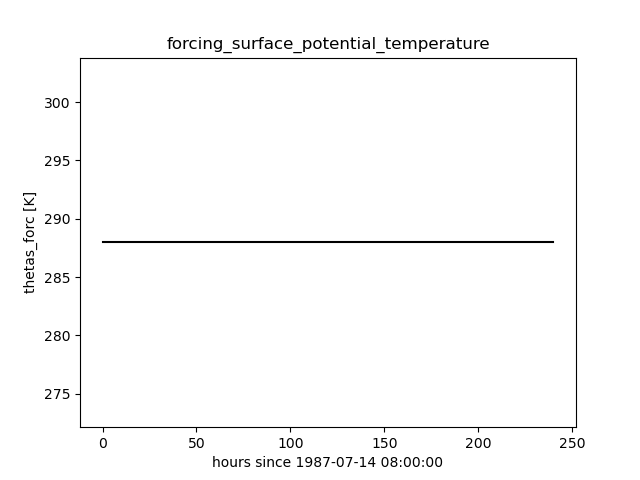 forcing_surface_potential_temperature
thetas_forc [K]
300
295
290
285
280
275
0 50 100 150 200 250
hours since 1987-07-14 08:00:00